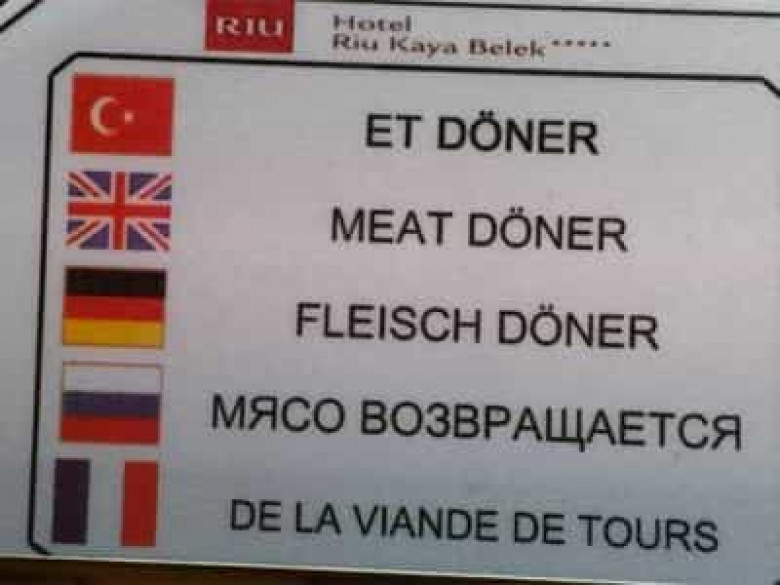 RIU
Hotel
Riu Kaya Belek*****
ET DÖNER
MEAT DÖNER
FLEISCH DÖNER
МЯСО ВОЗВРАЩАЕТСЯ
DE LA VIANDE DE TOURS